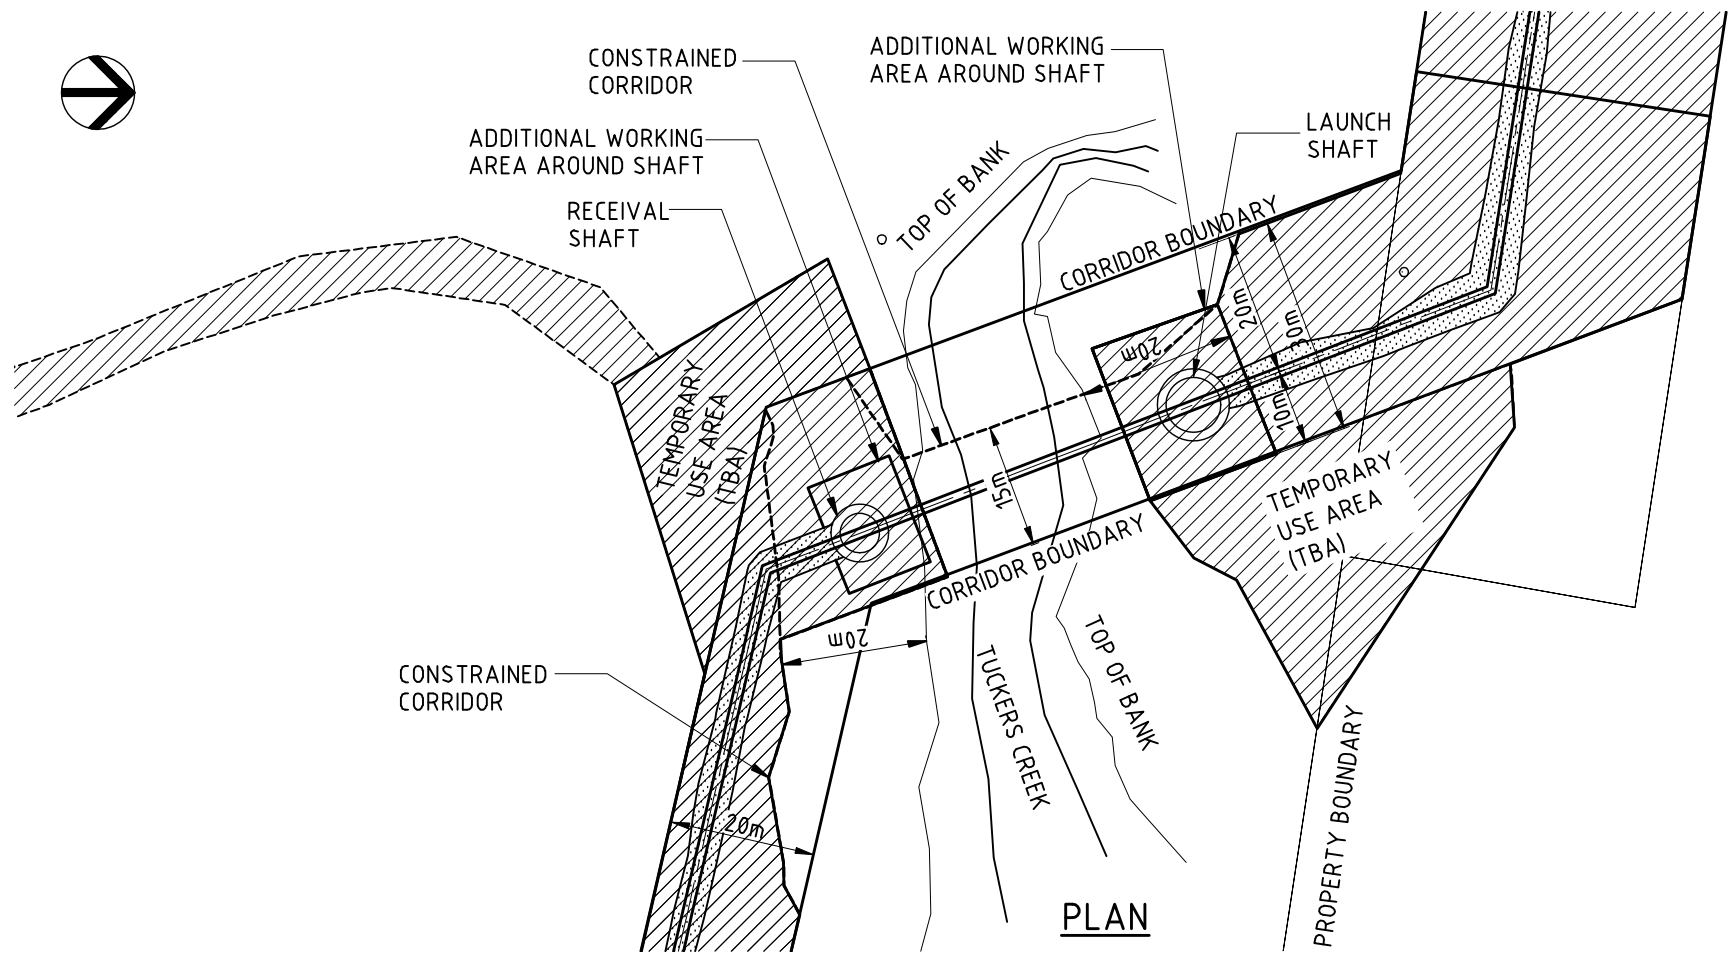 CONSTRAINED
CORRIDOR
ADDITIONAL WORKING
AREA AROUND SHAFT
ADDITIONAL WORKING
AREA AROUND SHAFT
LAUNCH
SHAFT
RECEIVAL
SHAFT
TOP OF BANK
CORRIDOR BOUNDARY
20m
30m
20m
10m
TEMPORARY
USE AREA
(TBA)
15m
TEMPORARY
USE AREA
(TBA)
CORRIDOR BOUNDARY
20m
CONSTRAINED
CORRIDOR
TUCKERS CREEK
TOP OF BANK
20m
PROPERTY BOUNDARY
PLAN